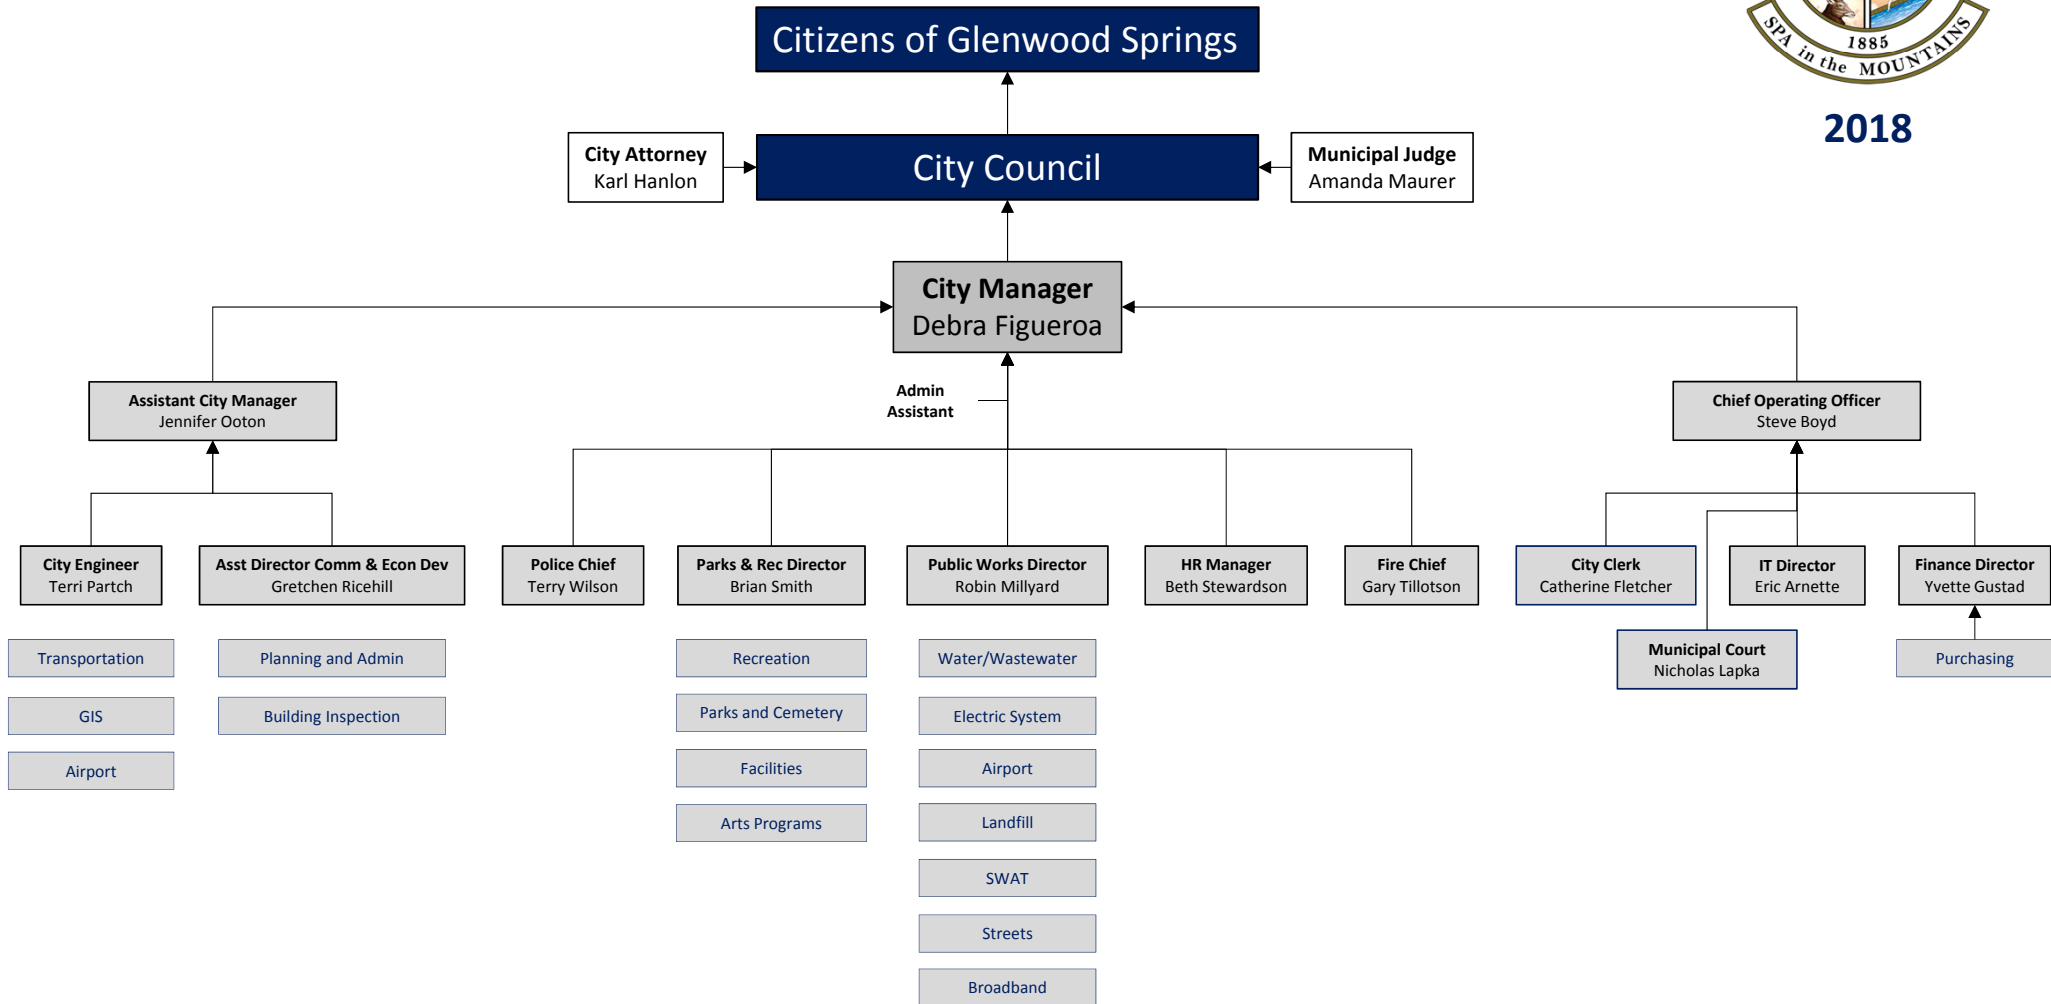 Citizens of Glenwood Springs
1885
SPA in the MOUNTAINS
2018
City Attorney
Karl Hanlon
City Council
Municipal Judge
Amanda Maurer
City Manager
Debra Figueroa
Admin
Assistant
Assistant City Manager
Jennifer Ooton
Chief Operating Officer
Steve Boyd
City Engineer
Terri Partch
Asst Director Comm & Econ Dev
Gretchen Ricehill
Police Chief
Terry Wilson
Parks & Rec Director
Brian Smith
Public Works Director
Robin Millyard
HR Manager
Beth Stewardson
Fire Chief
Gary Tillotson
City Clerk
Catherine Fletcher
IT Director
Eric Arnette
Finance Director
Yvette Gustad
Municipal Court
Nicholas Lapka
Purchasing
Transportation
GIS
Airport
Planning and Admin
Building Inspection
Recreation
Parks and Cemetery
Facilities
Arts Programs
Water/Wastewater
Electric System
Airport
Landfill
SWAT
Streets
Broadband